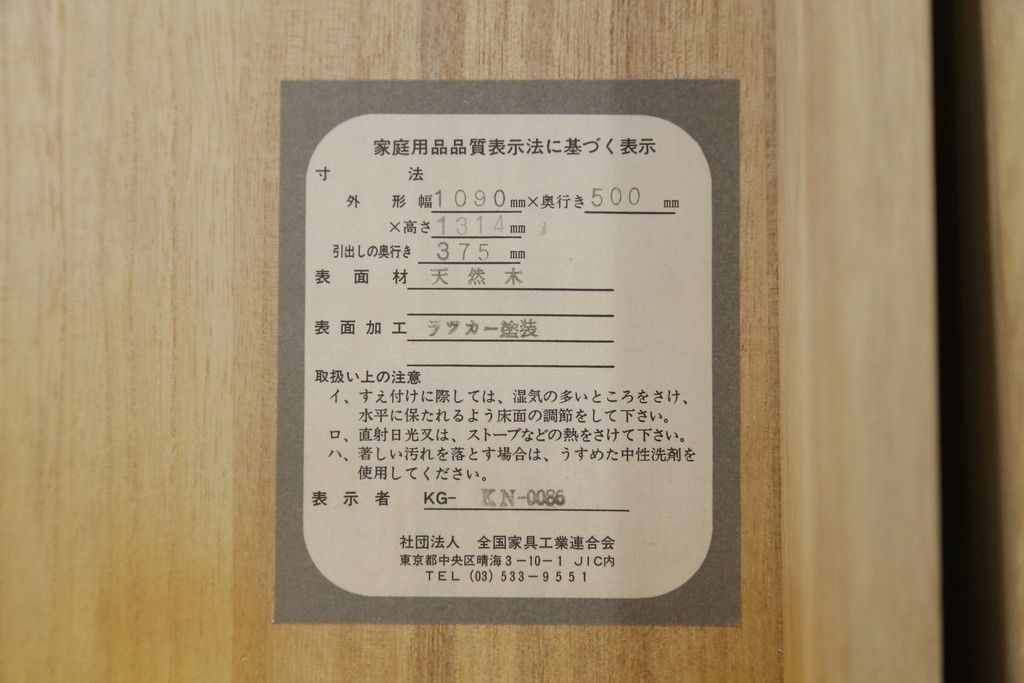 家庭用品品質表示法に基づく表示
寸法
外形 幅1090mm×奥行き500mm
×高さ1314mm
引出しの奥行き 375mm
表面材 天然木
表面加工 ラッカー塗装
取扱い上の注意
イ、すえ付けに際しては、湿気の多いところをさけ、
水平に保たれるよう床面の調節をして下さい。
ロ、直射日光又は、ストーブなどの熱をさけて下さい。
ハ、著しい汚れを落とす場合は、うすめた中性洗剤を
使用してください。
表示者 KG- KN-0086
社団法人 全国家具工業連合会
東京都中央区晴海3-10-1 JIC内
TEL (03) 533-9551